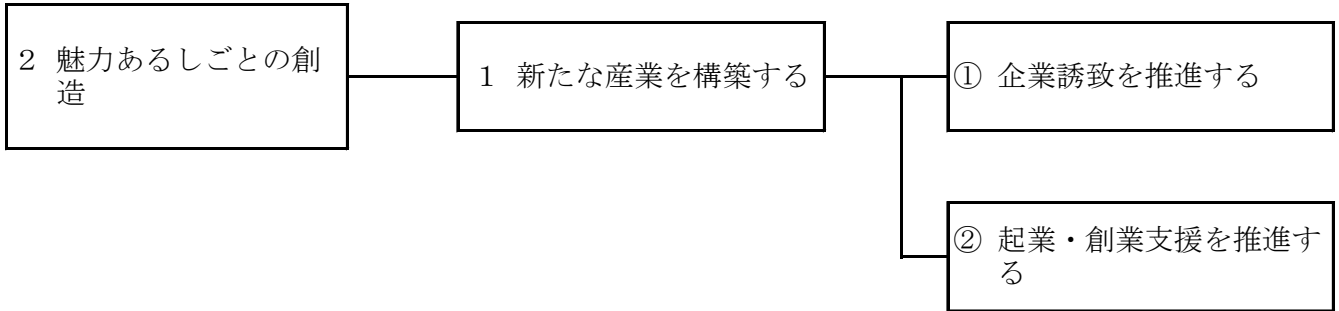 ２ 魅力あるしごとの創
造
１ 新たな産業を構築する
① 企業誘致を推進する
② 起業・創業支援を推進す
る